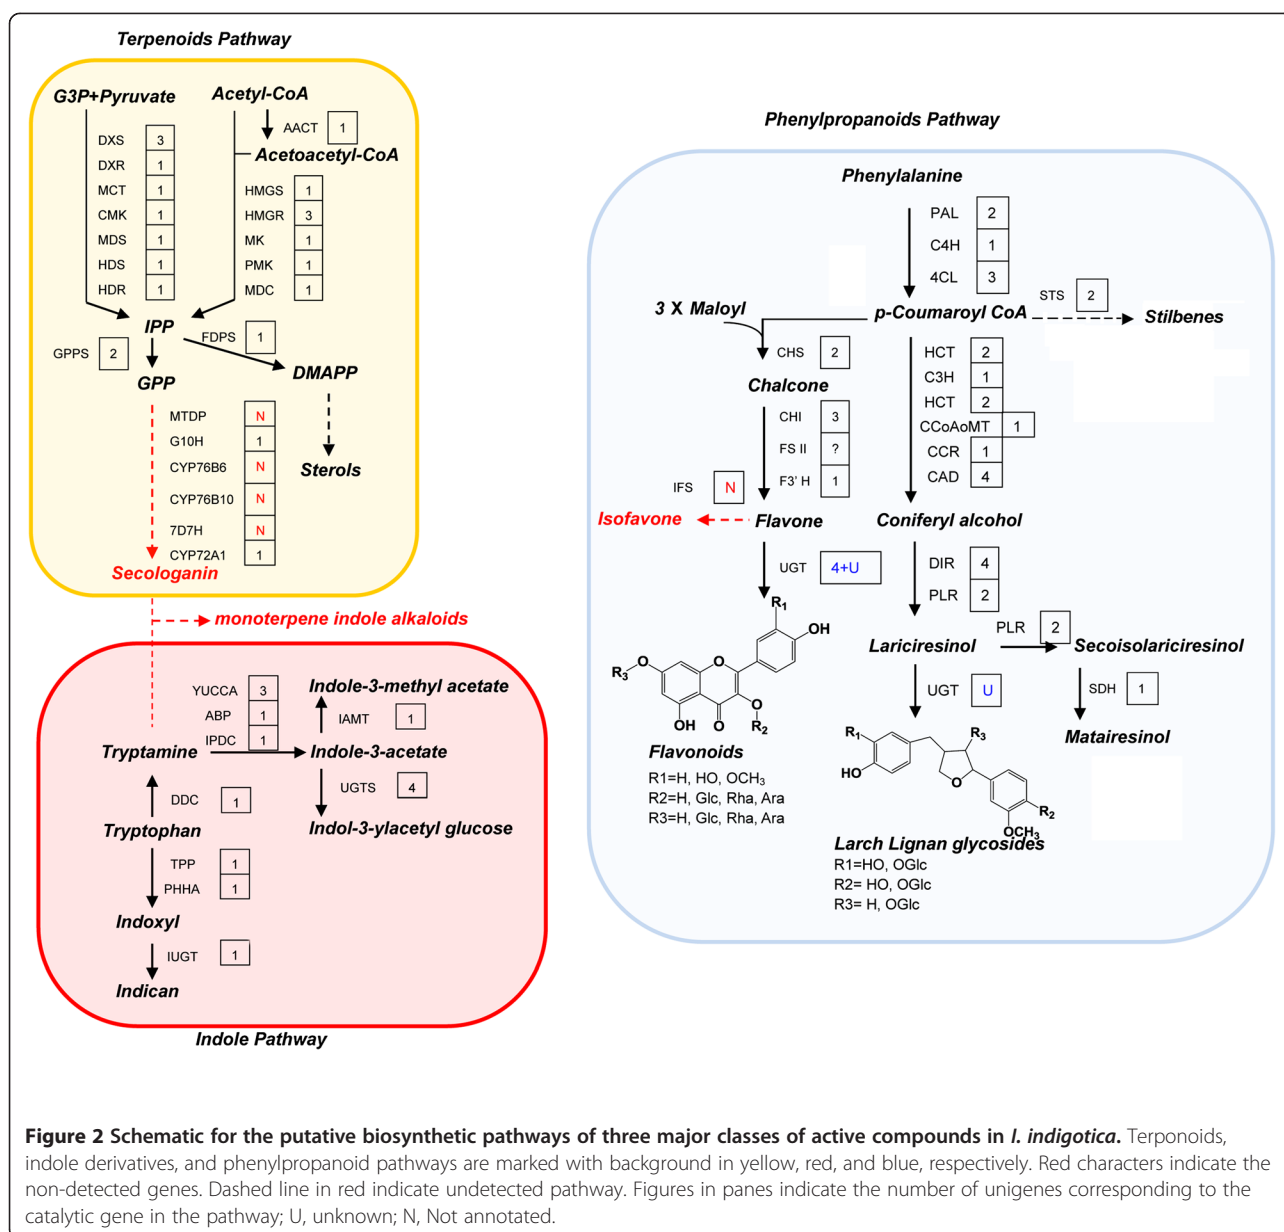 Terpenoids Pathway
G3P+Pyruvate
Acetyl-CoA
AACT 1
Acetoacetyl-CoA
DXS 3
DXR 1
MCT 1
CMK 1
MDS 1
HDS 1
HDR 1
HMGS 1
HMGR 3
MK 1
PMK 1
MDC 1
IPP
FDPS 1
GPPS 2
GPP
DMAPP
MTDP N
G10H 1
CYP76B6 N
CYP76B10 N
7D7H N
CYP72A1 1
Sterols
Secologanin
monoterpene indole alkaloids
YUCCA 3
ABP 1
IPDC 1
Indole-3-methyl acetate
IAMT 1
Tryptamine
Indole-3-acetate
DDC 1
UGTS 4
Tryptophan
Indol-3-ylacetyl glucose
TPP 1
PHHA 1
Indoxyl
IUGT 1
Indican
Indole Pathway
Phenylpropanoids Pathway
Phenylalanine
PAL 2
C4H 1
4CL 3
3 X Maloyl
p-Coumaroyl CoA
STS 2
Stilbenes
CHS 2
Chalcone
HCT 2
C3H 1
HCT 2
CCoAoMT 1
CCR 1
CAD 4
CHI 3
FS II ?
F3' H 1
IFS N
Isofavone
Flavone
Coniferyl alcohol
UGT 4+U
DIR 4
PLR 2
R1
OH
O
O
R3
OH
O
O
R2
Flavonoids
R1=H, HO, OCH3
R2=H, Glc, Rha, Ara
R3=H, Glc, Rha, Ara
Lariciresinol
PLR 2
Secoisolariciresinol
UGT U
SDH 1
Matairesinol
R1
R3
HO
O
R2
OCH3
Larch Lignan glycosides
R1=HO, OGlc
R2= HO, OGlc
R3= H, OGlc
Figure 2 Schematic for the putative biosynthetic pathways of three major classes of active compounds in I. indigotica. Terponoids,
indole derivatives, and phenylpropanoid pathways are marked with background in yellow, red, and blue, respectively. Red characters indicate the
non-detected genes. Dashed line in red indicate undetected pathway. Figures in panes indicate the number of unigenes corresponding to the
catalytic gene in the pathway; U, unknown; N, Not annotated.